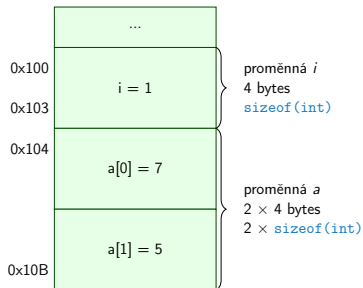 ...
0x100
i = 1
0x103
proměnná i
4 bytes
sizeof(int)
0x104
a[0] = 7
proměnná a
2 × 4 bytes
2 × sizeof(int)
a[1] = 5
0x10B